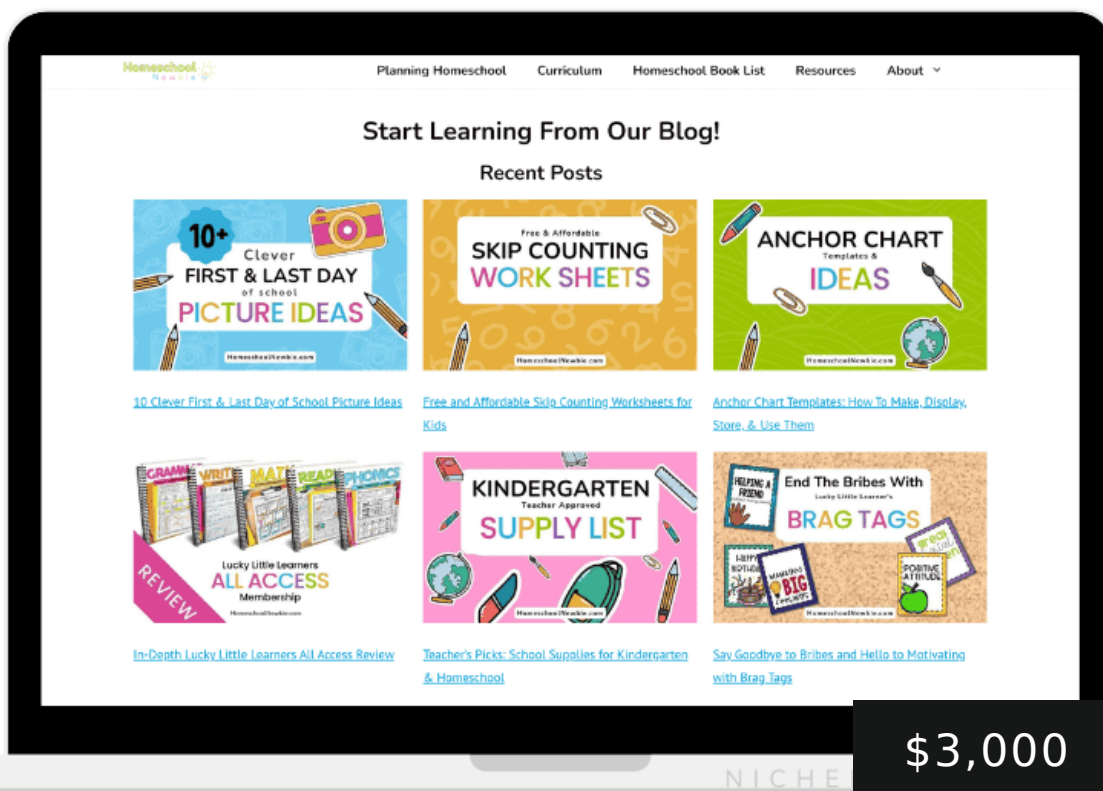 Homeschool
Newbie
Planning Homeschool Curriculum Homeschool Book List Resources About
Start Learning From Our Blog!
Recent Posts
10+
Clever
FIRST & LAST DAY
of school
PICTURE IDEAS
HomeschoolNewbie.com
Free & Affordable
SKIP COUNTING
WORK SHEETS
HomeschoolNewbie.com
ANCHOR CHART
Templates &
IDEAS
HomeschoolNewbie.com
10 Clever First & Last Day of School Picture Ideas
Free and Affordable Skip Counting Worksheets for
Kids
Anchor Chart Templates: How To Make, Display,
Store, & Use Them
MATH
PHONICS
REVIEW
Lucky Little Learners
ALL ACCESS
Membership
HomeschoolNewbie.com
KINDERGARTEN
Teacher Approved
SUPPLY LIST
HomeschoolNewbie.com
End The Bribes With
Lucky Little Learner's
BRAG TAGS
HELPING A
FRIEND
MANAGING
BIG
POSITIVE
ATTITUDE
HomeschoolNewbie.com
In-Depth Lucky Little Learners All Access Review
Teacher's Picks: School Supplies for Kindergarten
& Homeschool
Say Goodbye to Bribes and Hello to Motivating
with Brag Tags
$3,000
NICHE